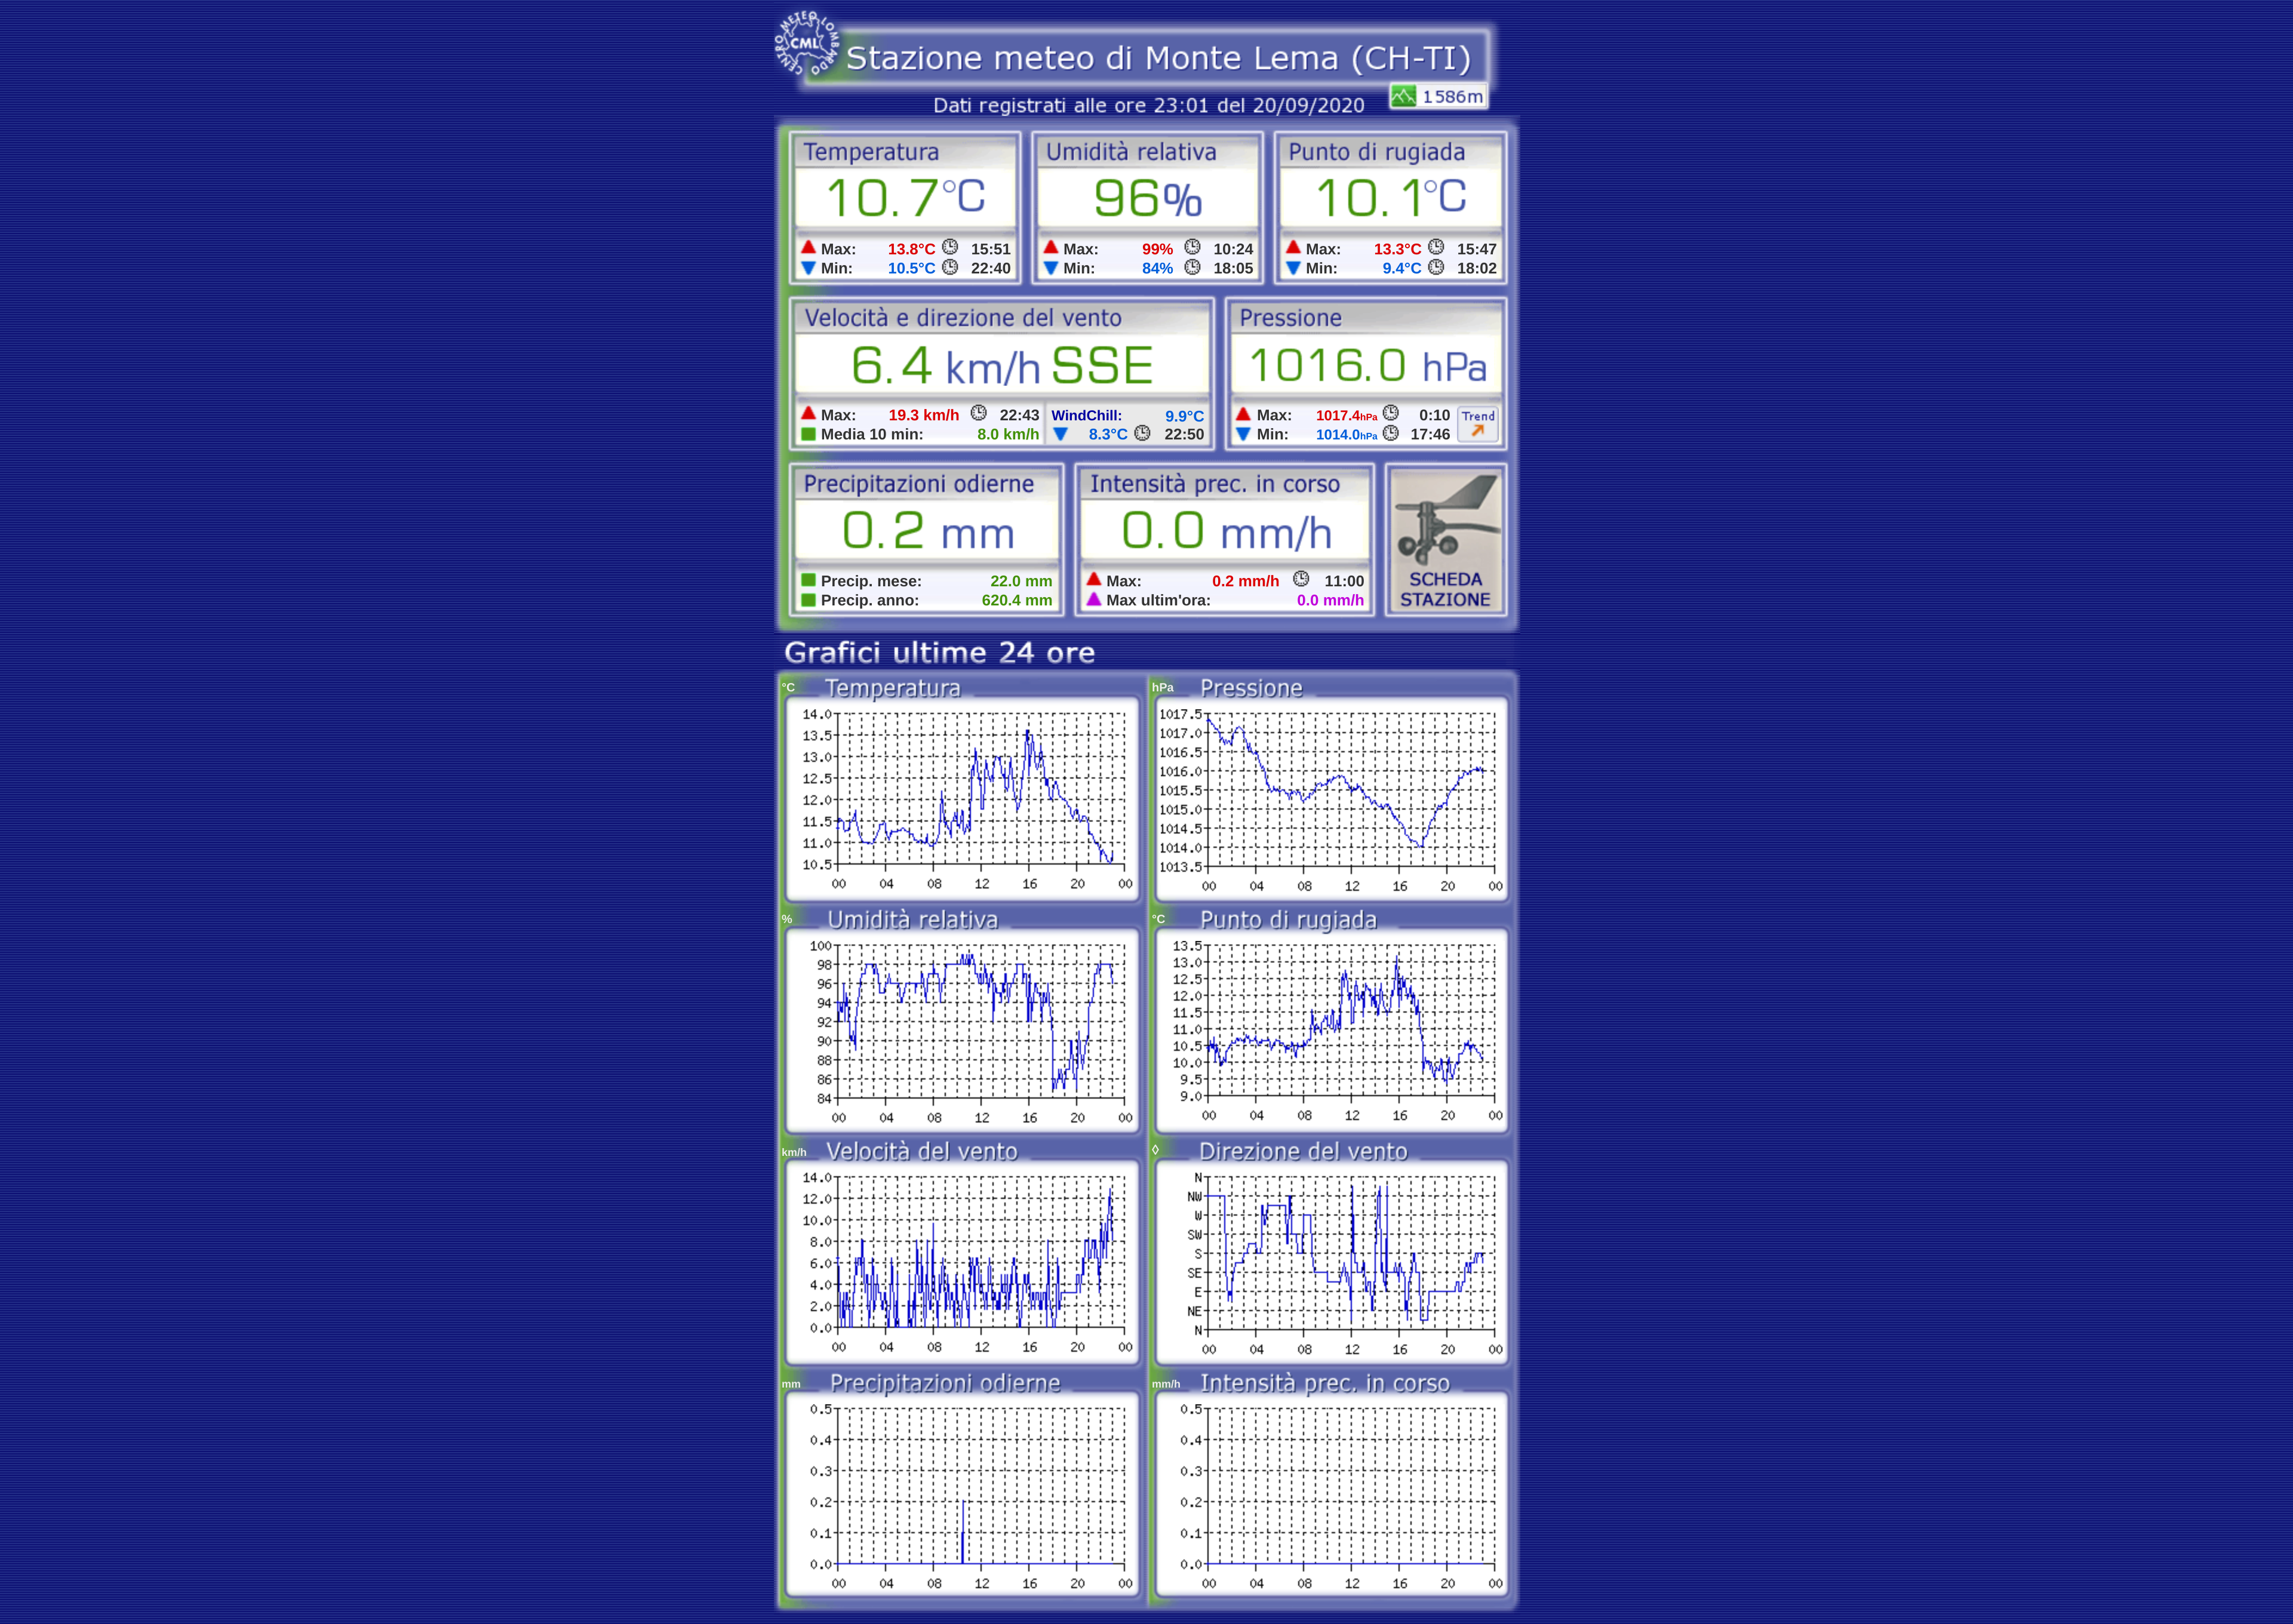 CENTRO METEO LOMBARDO
CML
Stazione meteo di Monte Lema (CH-TI)
1586m
Dati registrati alle ore 23:01 del 20/09/2020
Temperatura
10.7°C
Max: 13.8°C 15:51
Min: 10.5°C 22:40
Umidità relativa
96%
Max: 99% 10:24
Min: 84% 18:05
Punto di rugiada
10.1°C
Max: 13.3°C 15:47
Min: 9.4°C 18:02
Velocità e direzione del vento
6.4 km/h SSE
Max: 19.3 km/h 22:43
Media 10 min: 8.0 km/h
WindChill: 9.9°C
8.3°C 22:50
Pressione
1016.0 hPa
Max: 1017.4hPa 0:10
Min: 1014.0hPa 17:46
Trend
Precipitazioni odierne
0.2 mm
Precip. mese: 22.0 mm
Precip. anno: 620.4 mm
Intensità prec. in corso
0.0 mm/h
Max: 0.2 mm/h 11:00
Max ultim'ora: 0.0 mm/h
SCHEDA
STAZIONE
Grafici ultime 24 ore
°C Temperatura
14.0
13.5
13.0
12.5
12.0
11.5
11.0
10.5
00 04 08 12 16 20 00
hPa Pressione
1017.5
1017.0
1016.5
1016.0
1015.5
1015.0
1014.5
1014.0
1013.5
00 04 08 12 16 20 00
% Umidità relativa
100
98
96
94
92
90
88
86
84
00 04 08 12 16 20 00
°C Punto di rugiada
13.5
13.0
12.5
12.0
11.5
11.0
10.5
10.0
9.5
9.0
00 04 08 12 16 20 00
km/h Velocità del vento
14.0
12.0
10.0
8.0
6.0
4.0
2.0
0.0
00 04 08 12 16 20 00
◊ Direzione del vento
N
NW
W
SW
S
SE
E
NE
N
00 04 08 12 16 20 00
mm Precipitazioni odierne
0.5
0.4
0.3
0.2
0.1
0.0
00 04 08 12 16 20 00
mm/h Intensità prec. in corso
0.5
0.4
0.3
0.2
0.1
0.0
00 04 08 12 16 20 00